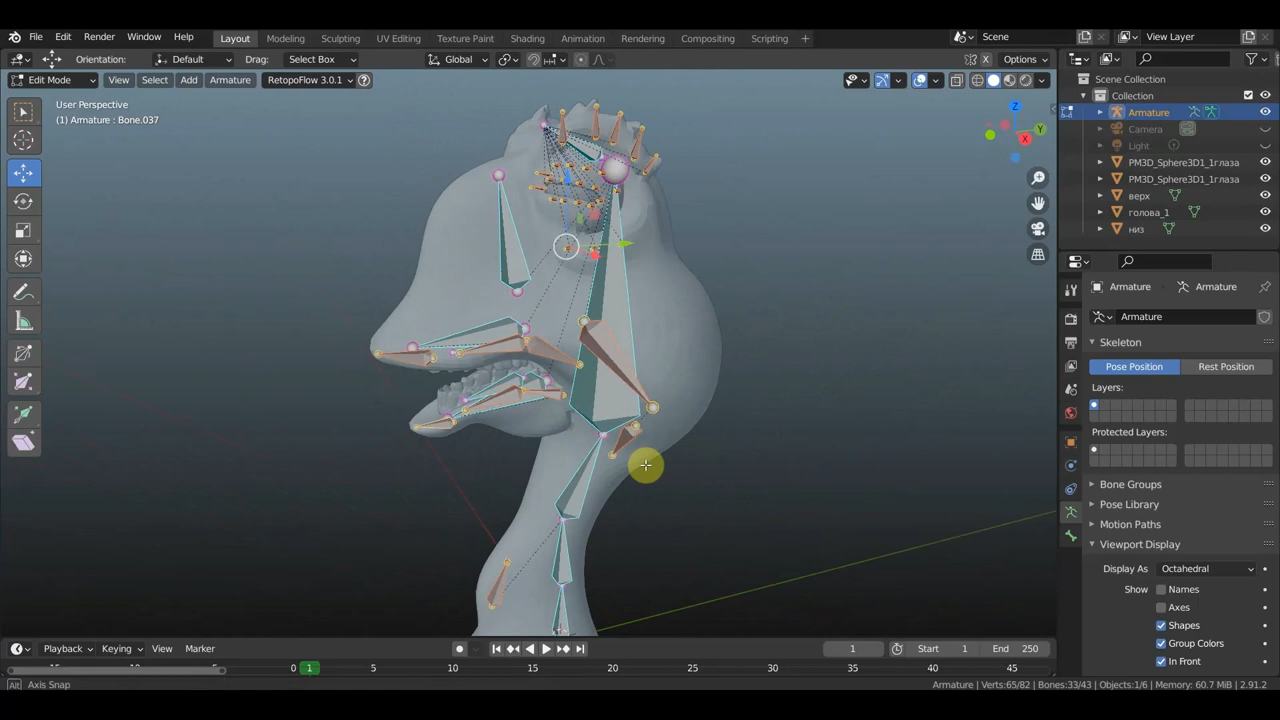 File Edit Render Window Help Layout Modeling Sculpting UV Editing Texture Paint Shading Animation Rendering Compositing Scripting + Scene View Layer
Orientation: Default Drag: Select Box Global X Options
Edit Mode View Select Add Armature RetopoFlow 3.0.1 ?
User Perspective
(1) Armature : Bone.037
Z
Y
X
Scene Collection
Collection
Armature
Camera
Light
PM3D_Sphere3D1_1глаза
PM3D_Sphere3D1_1глаза
верх
голова_1
низ
Armature Armature
Armature
Skeleton
Pose Position Rest Position
Layers:
Protected Layers:
Bone Groups
Pose Library
Motion Paths
Viewport Display
Display As Octahedral
Show Names
Axes
Shapes
Group Colors
In Front
Playback Keying View Marker 1 Start 1 End 250
0 1 5 10 15 20 25 30 35 40 45
Alt Axis Snap Armature | Verts:65/82 | Bones:33/43 | Objects:1/6 | Memory: 60.7 MiB | 2.91.2